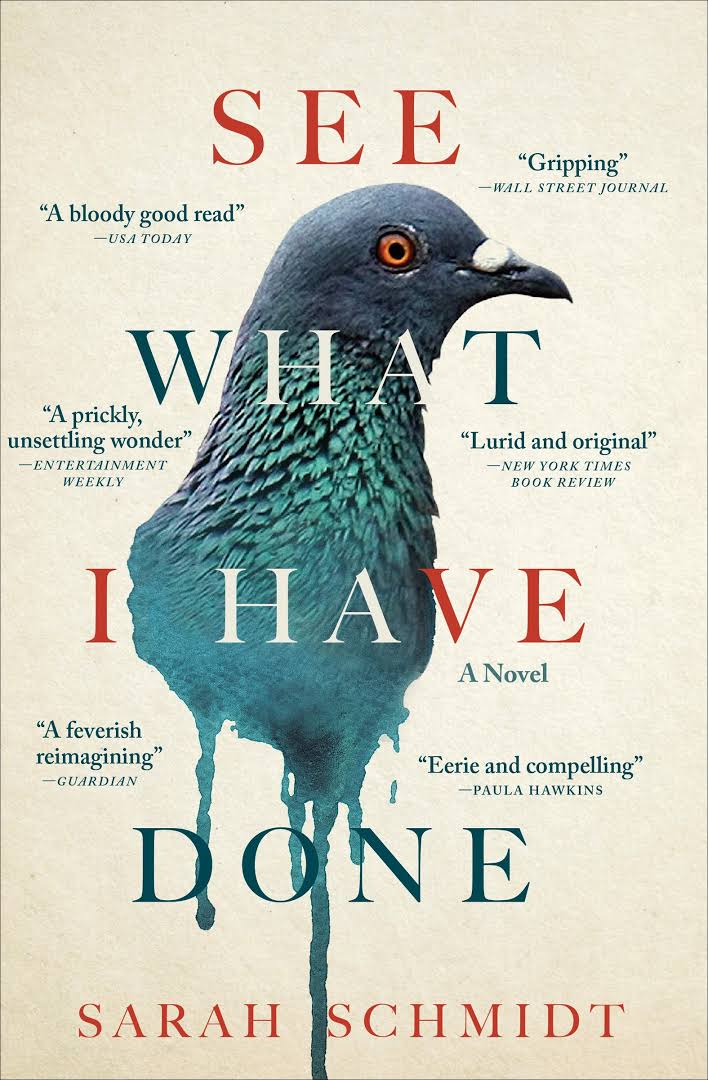 SEE
“Gripping”
—WALL STREET JOURNAL
“A bloody good read”
—USA TODAY
WHAT
“A prickly,
unsettling wonder”
—ENTERTAINMENT
WEEKLY
“Lurid and original”
—NEW YORK TIMES
BOOK REVIEW
I HAVE
A Novel
“A feverish
reimagining”
—GUARDIAN
“Eerie and compelling”
—PAULA HAWKINS
DONE
SARAH SCHMIDT